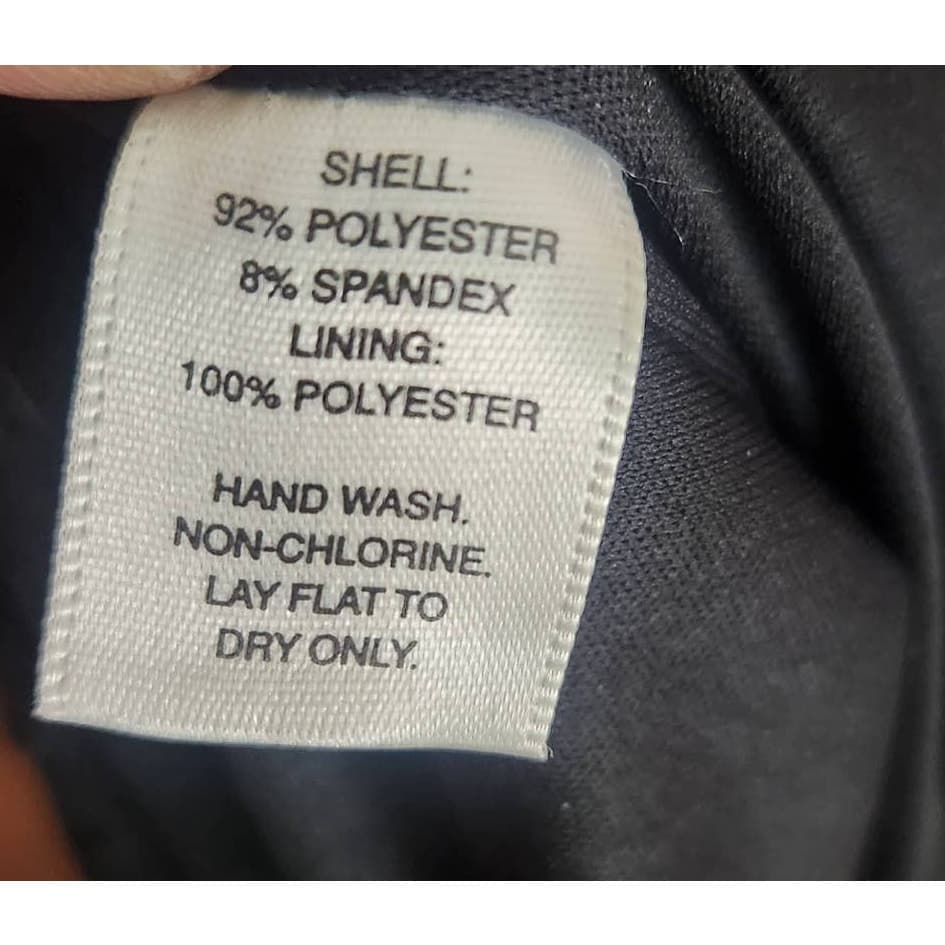 SHELL:
92% POLYESTER
8% SPANDEX
LINING:
100% POLYESTER
HAND WASH.
NON-CHLORINE.
LAY FLAT TO
DRY ONLY.